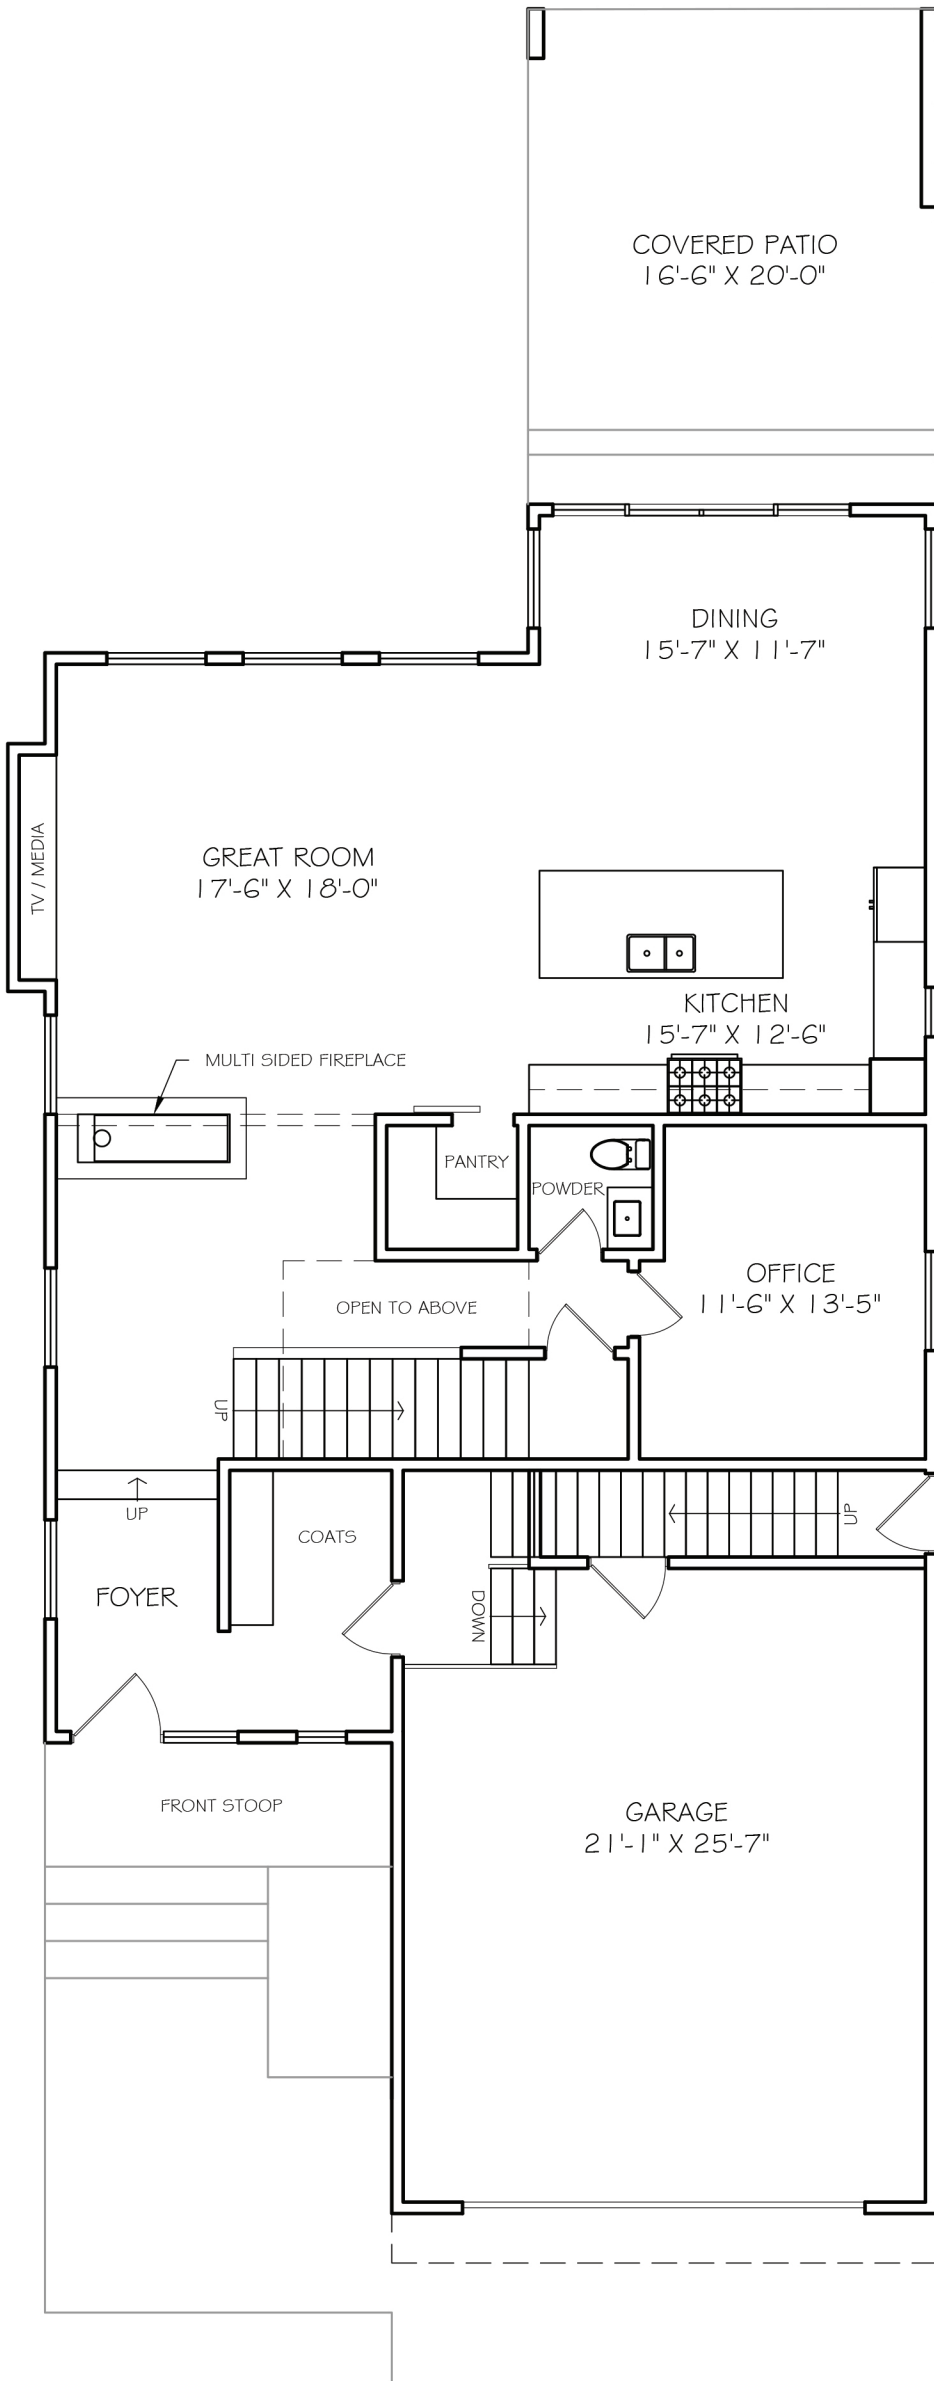 COVERED PATIO
16'-6" X 20'-0"
DINING
15'-7" X 11'-7"
TV / MEDIA
GREAT ROOM
17'-6" X 18'-0"
KITCHEN
15'-7" X 12'-6"
MULTI SIDED FIREPLACE
PANTRY
POWDER
OFFICE
11'-6" X 13'-5"
OPEN TO ABOVE
UP
UP
COATS
UP
FOYER
DOWN
FRONT STOOP
GARAGE
21'-1" X 25'-7"